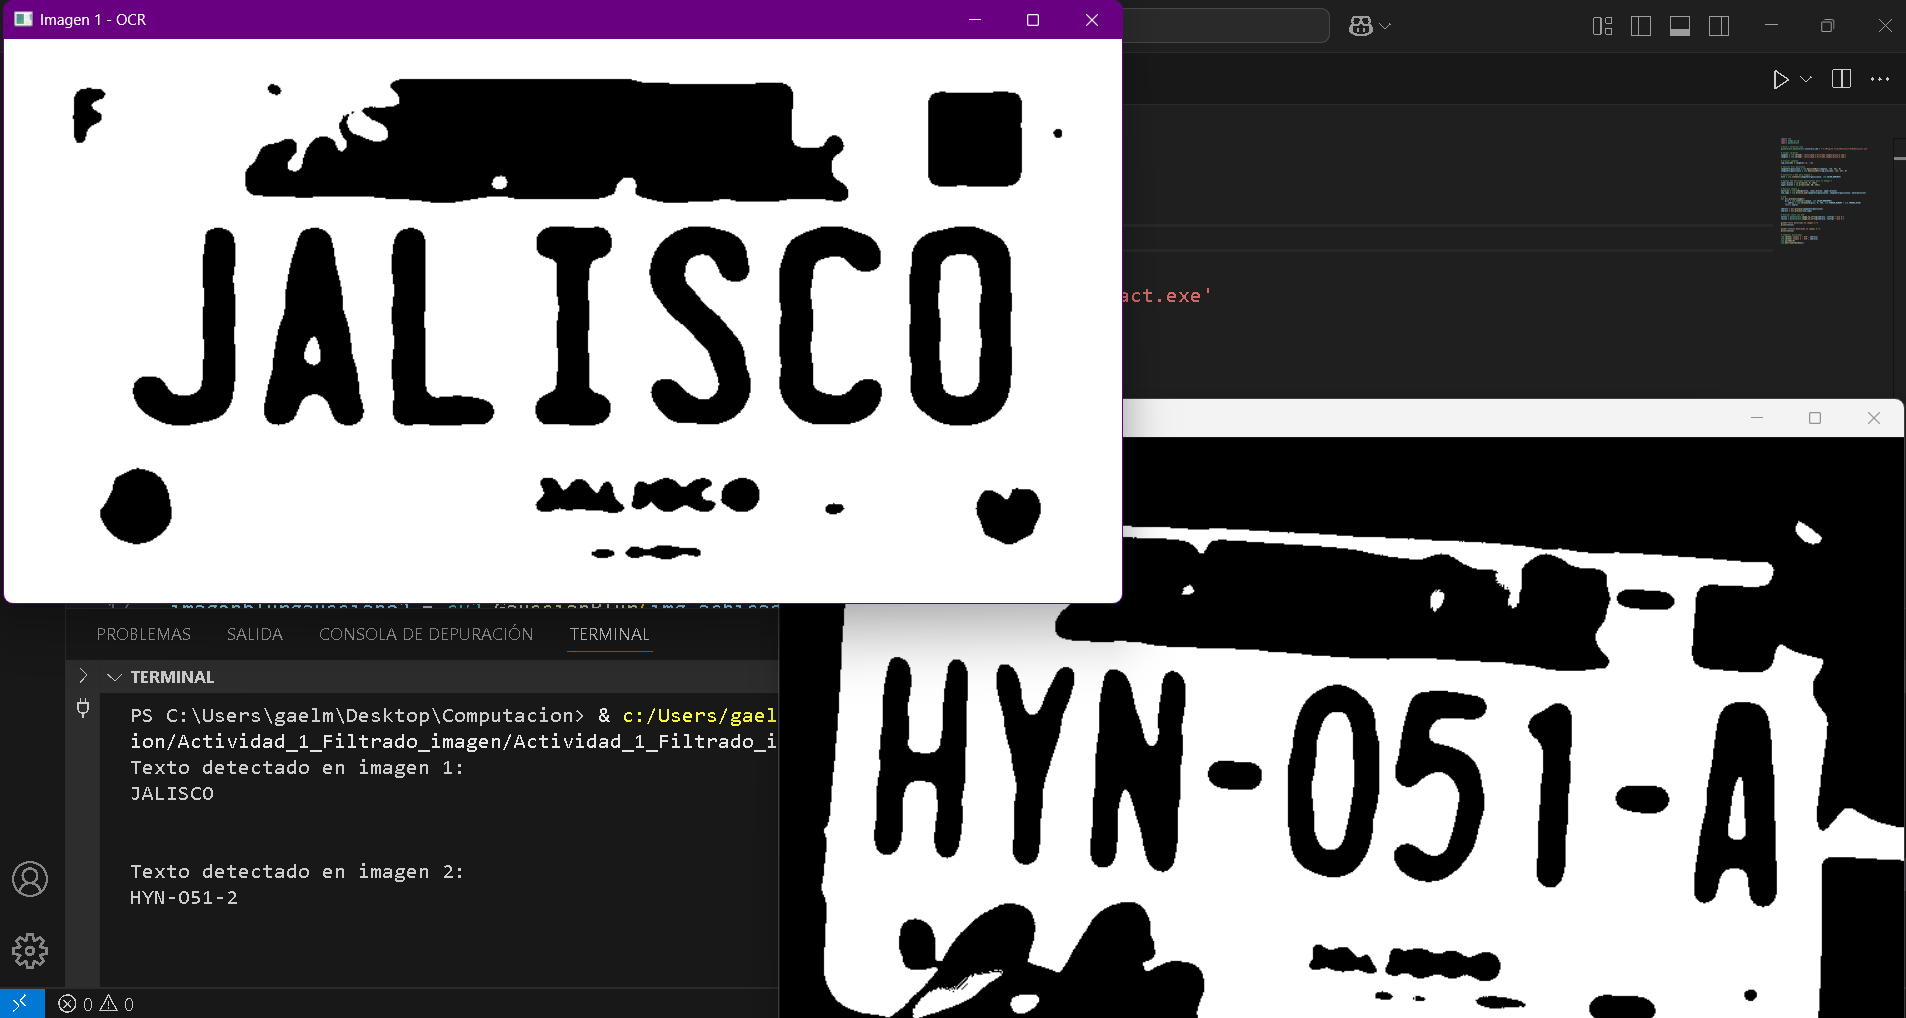 Imagen 1 - OCR
JALISCO
act.exe'
HYN-051-A
PROBLEMAS SALIDA CONSOLA DE DEPURACIÓN TERMINAL
TERMINAL
PS C:\Users\gaelm\Desktop\Computacion> & c:/Users/gael
ion/Actividad_1_Filtrado_imagen/Actividad_1_Filtrado_i
Texto detectado en imagen 1:
JALISCO
Texto detectado en imagen 2:
HYN-O51-2
0 0